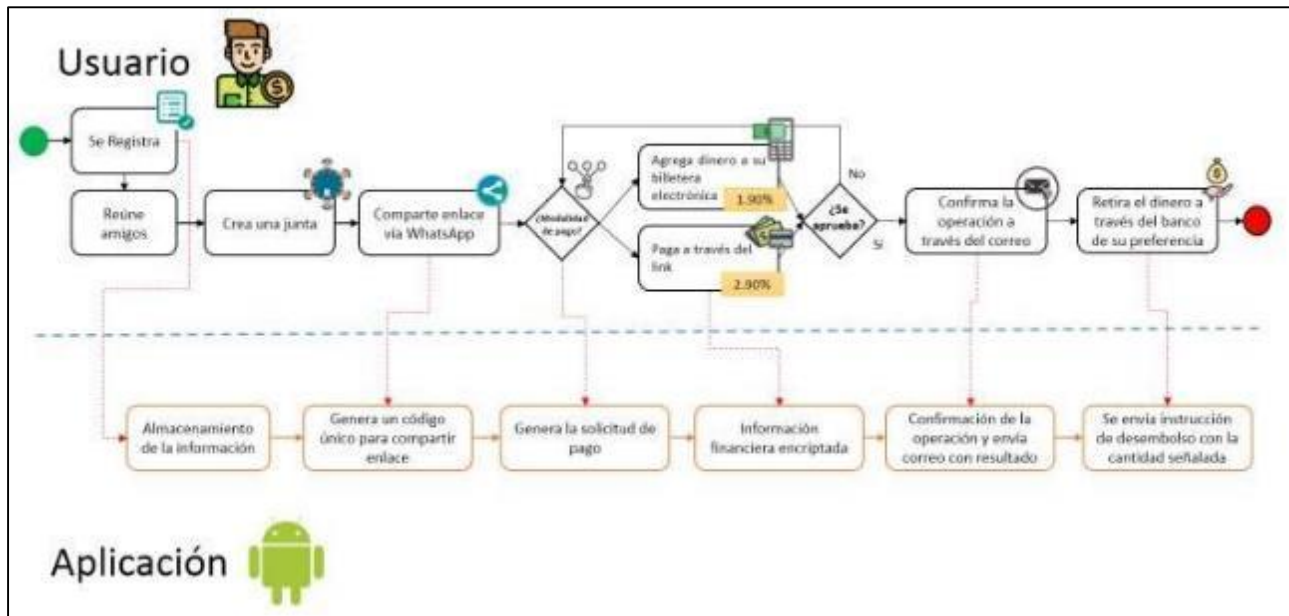 Usuario
Se Registra
Reúne
amigos
Crea una junta
Comparte enlace
vía WhatsApp
¿Modalidad
de pago?
Agrega dinero a su
billetera
electrónica
1.90%
Paga a través del
link
2.90%
¿Se
aprueba?
No
Sí
Confirma la
operación a
través del correo
Retira el dinero a
través del banco
de su preferencia
Almacenamiento
de la información
Genera un código
único para compartir
enlace
Genera la solicitud de
pago
Información
financiera encriptada
Confirmación de la
operación y envía
correo con resultado
Se envía instrucción
de desembolso con la
cantidad señalada
Aplicación